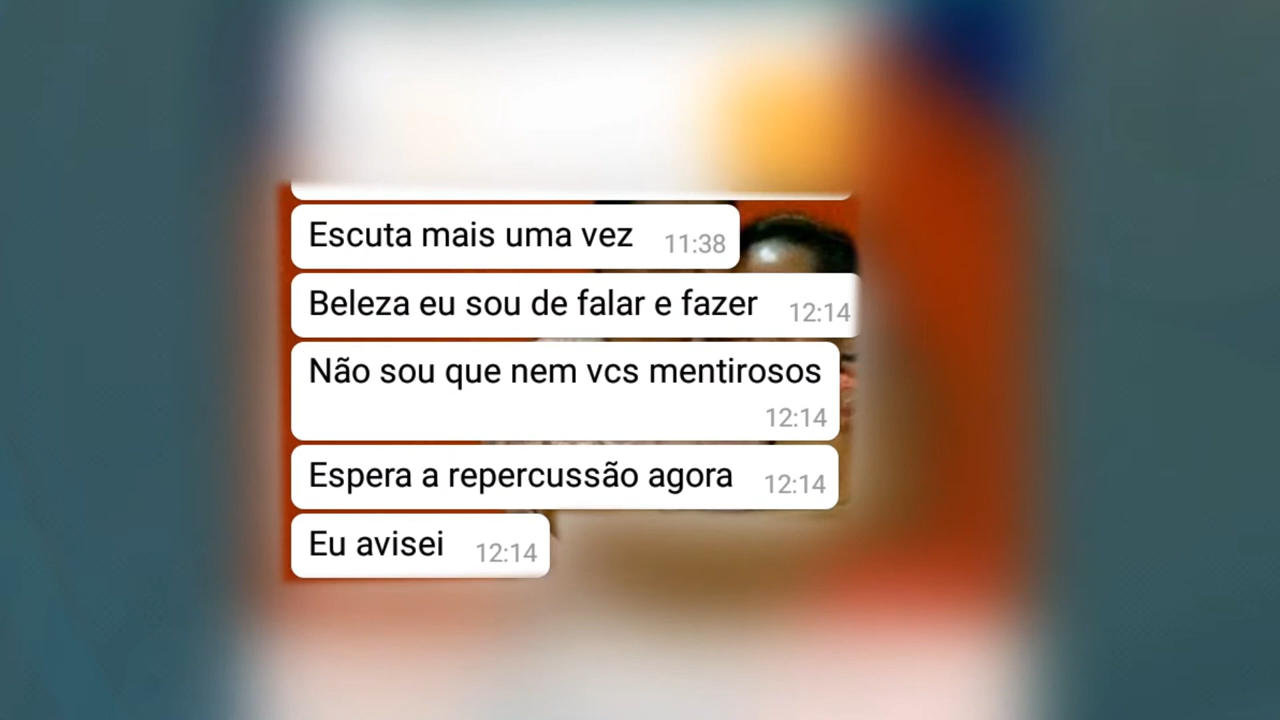 Escuta mais uma vez 11:38
Beleza eu sou de falar e fazer 12:14
Não sou que nem vcs mentirosos
12:14
Espera a repercussão agora 12:14
Eu avisei 12:14